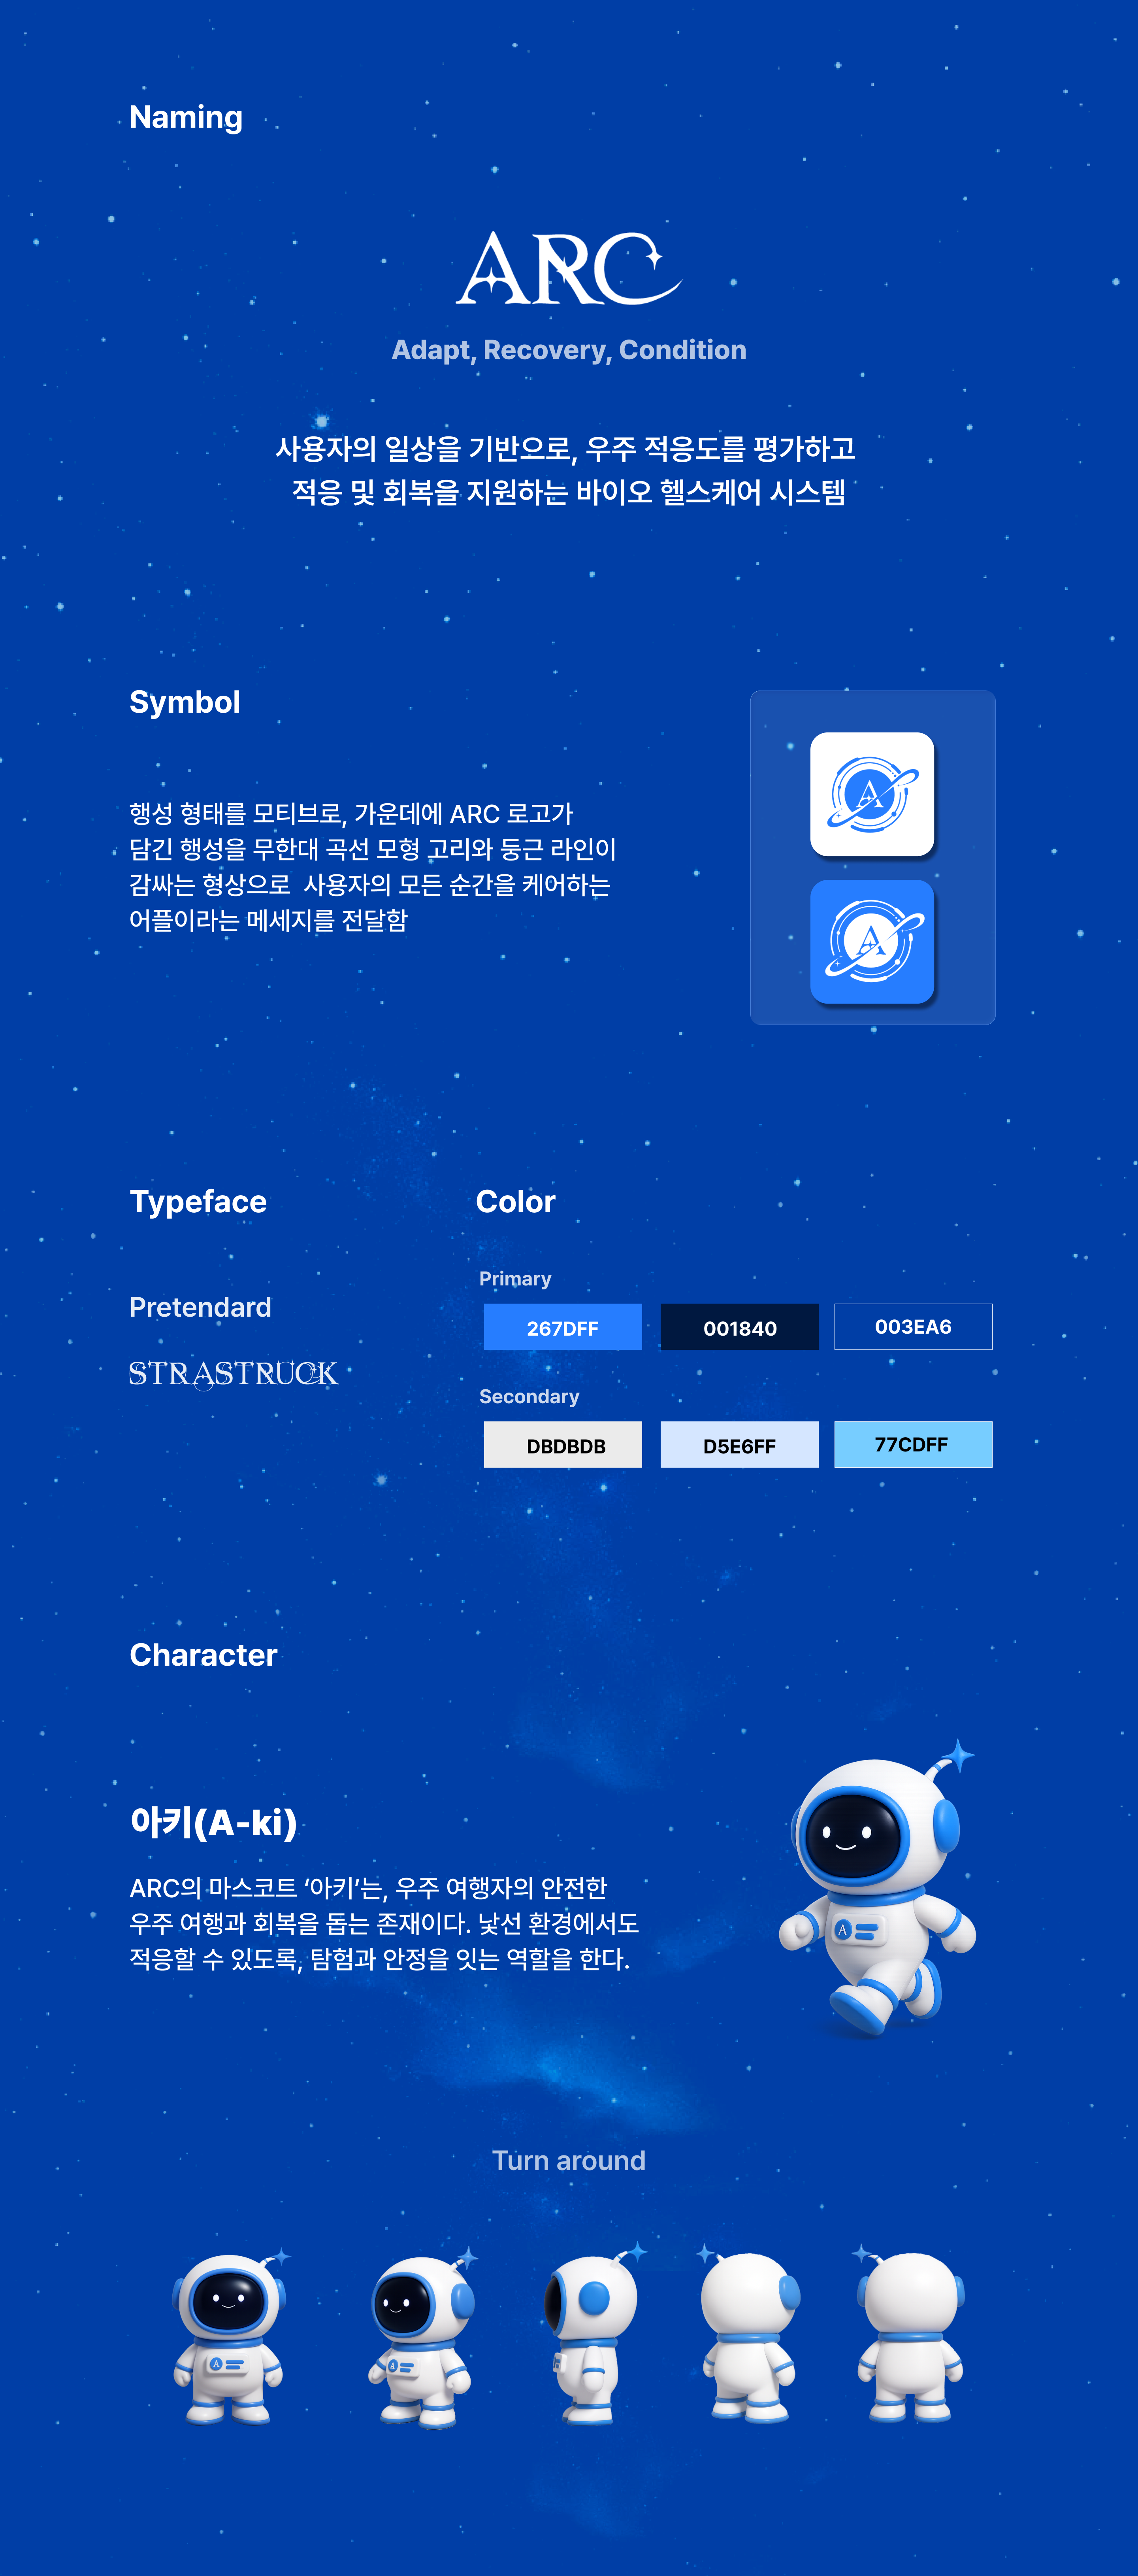 Naming
ARC
Adapt, Recovery, Condition
사용자의 일상을 기반으로, 우주 적응도를 평가하고
적응 및 회복을 지원하는 바이오 헬스케어 시스템
Symbol
행성 형태를 모티브로, 가운데에 ARC 로고가
담긴 행성을 무한대 곡선 모형 고리와 둥근 라인이
감싸는 형상으로  사용자의 모든 순간을 케어하는
어플이라는 메세지를 전달함
A
A
Typeface
Pretendard
STRASTRUCK
Color
Primary
267DFF
001840
003EA6
Secondary
DBDBDB
D5E6FF
77CDFF
Character
아키(A-ki)
ARC의 마스코트 ‘아키’는, 우주 여행자의 안전한
우주 여행과 회복을 돕는 존재이다. 낯선 환경에서도
적응할 수 있도록, 탐험과 안정을 잇는 역할을 한다.
A
Turn around
A
A